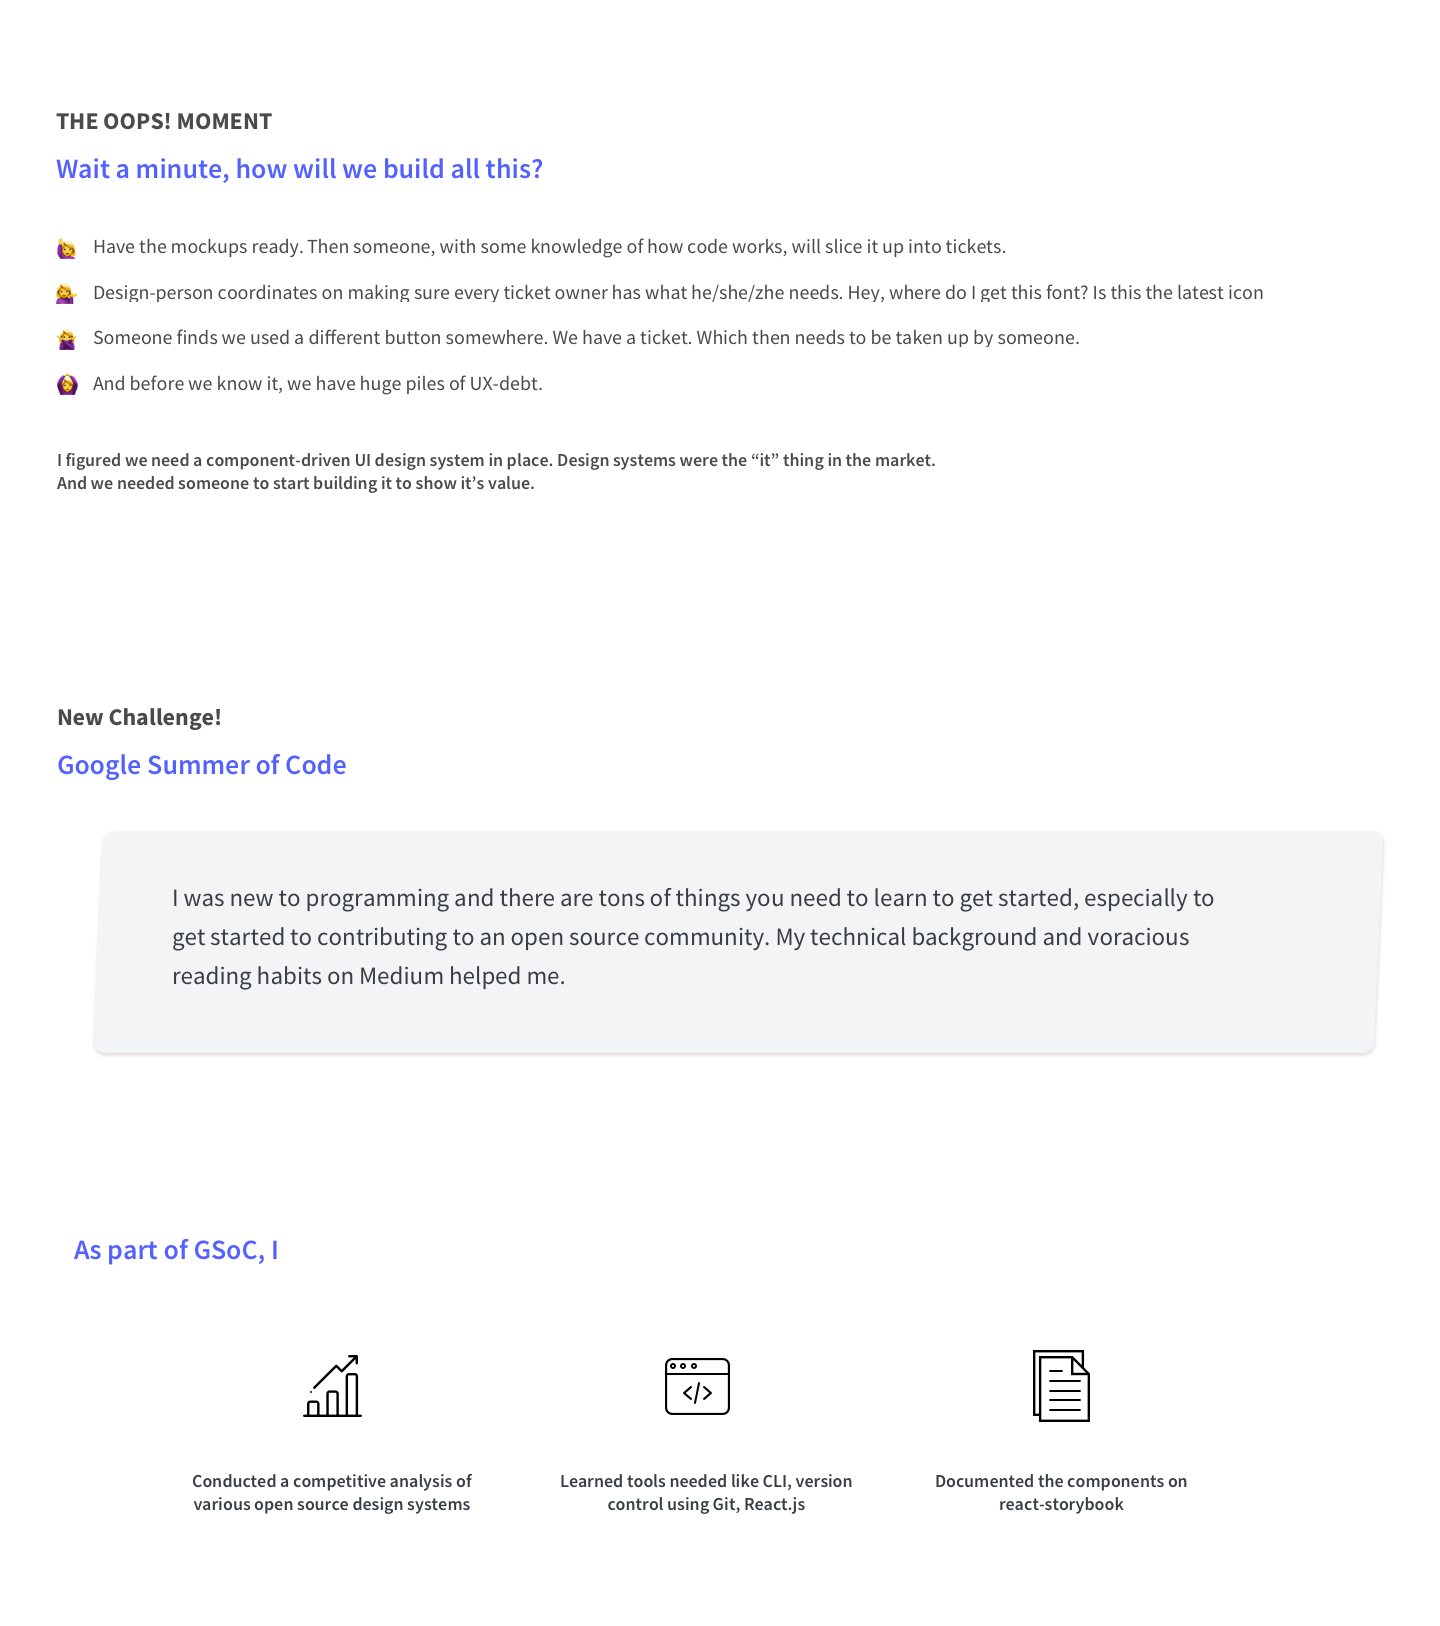 THE OOPS! MOMENT
Wait a minute, how will we build all this?
Have the mockups ready. Then someone, with some knowledge of how code works, will slice it up into tickets.
Design-person coordinates on making sure every ticket owner has what he/she/zhe needs. Hey, where do I get this font? Is this the latest icon
Someone finds we used a different button somewhere. We have a ticket. Which then needs to be taken up by someone.
And before we know it, we have huge piles of UX-debt.
I figured we need a component-driven UI design system in place. Design systems were the “it” thing in the market.
And we needed someone to start building it to show it’s value.
New Challenge!
Google Summer of Code
I was new to programming and there are tons of things you need to learn to get started, especially to
get started to contributing to an open source community. My technical background and voracious
reading habits on Medium helped me.
As part of GSoC, I
Conducted a competitive analysis of
various open source design systems
Learned tools needed like CLI, version
control using Git, React.js
Documented the components on
react-storybook